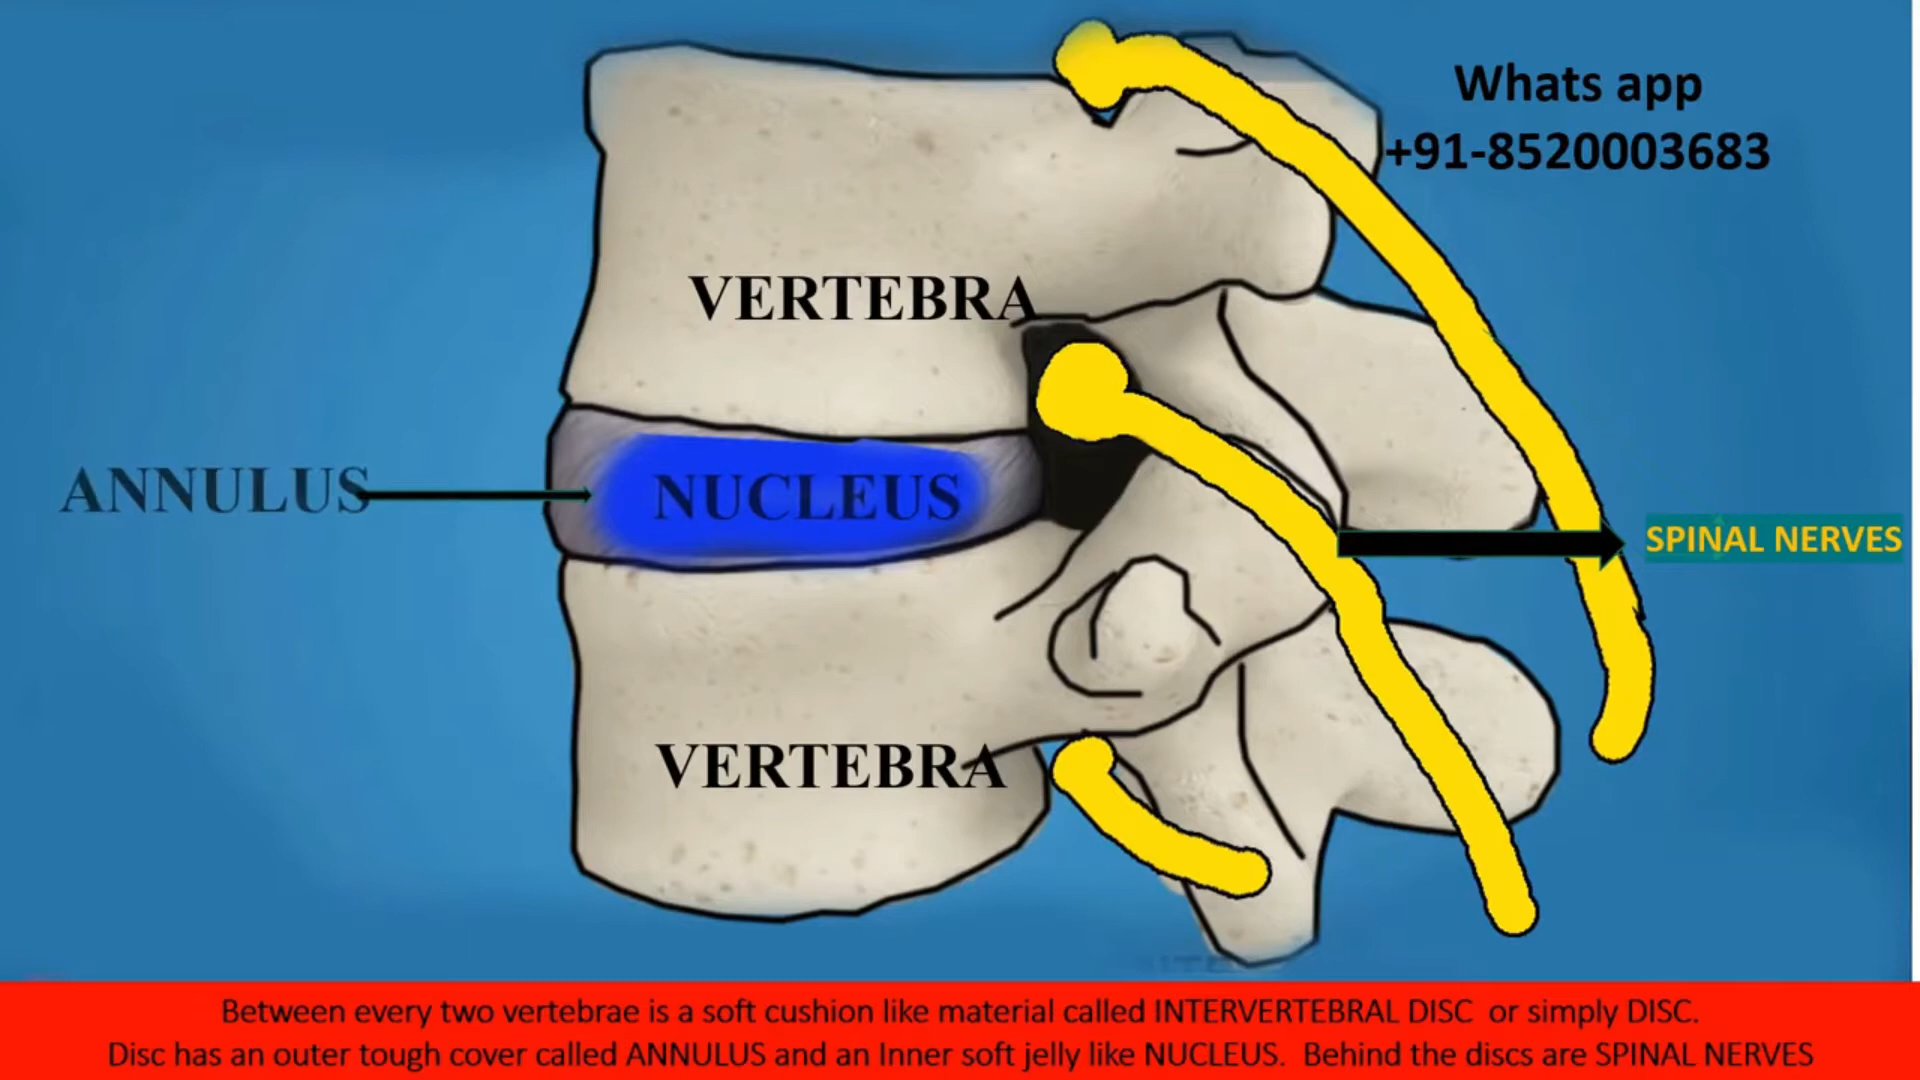 Whats app
+91-8520003683
VERTEBRA
ANNULUS
NUCLEUS
SPINAL NERVES
VERTEBRA
Between every two vertebrae is a soft cushion like material called INTERVERTEBRAL DISC or simply DISC.
Disc has an outer tough cover called ANNULUS and an Inner soft jelly like NUCLEUS. Behind the discs are SPINAL NERVES